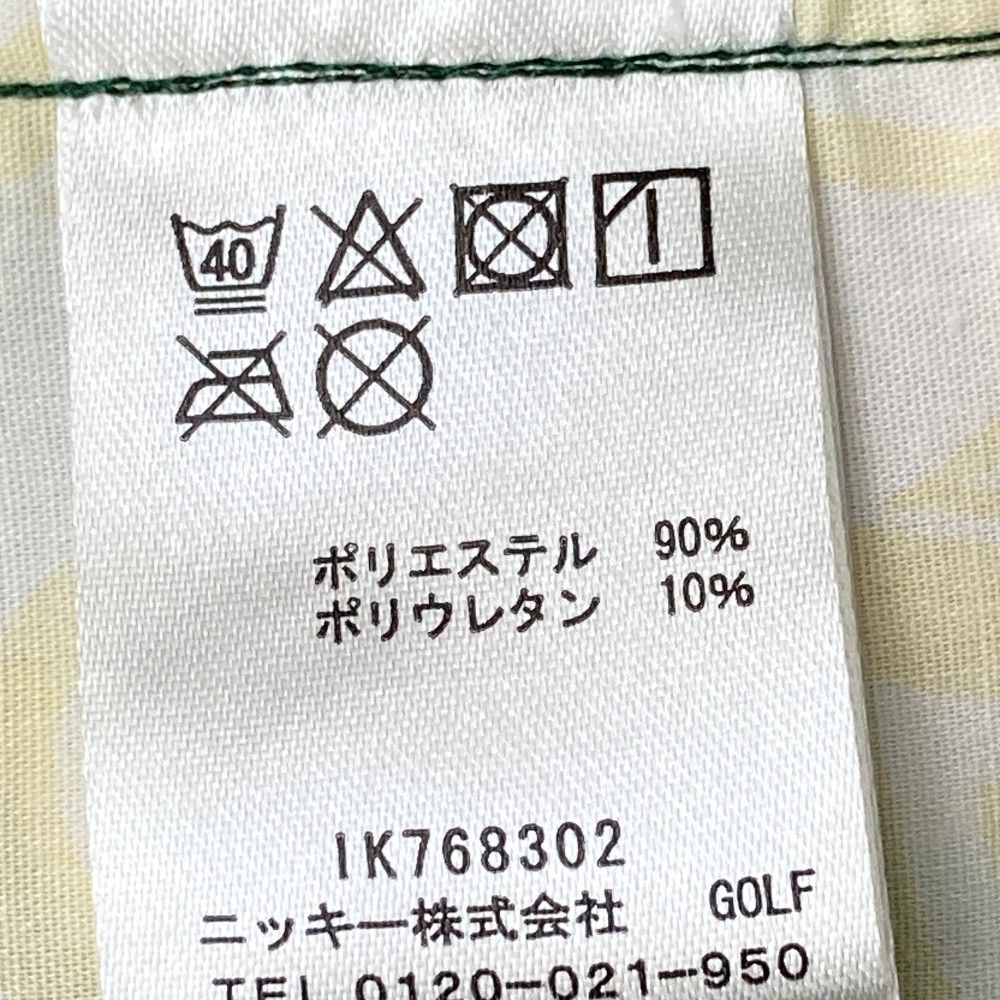 40
ポリエステル 90%
ポリウレタン 10%
IK768302
ニッキー株式会社 GOLF
TEL 0120-021-950